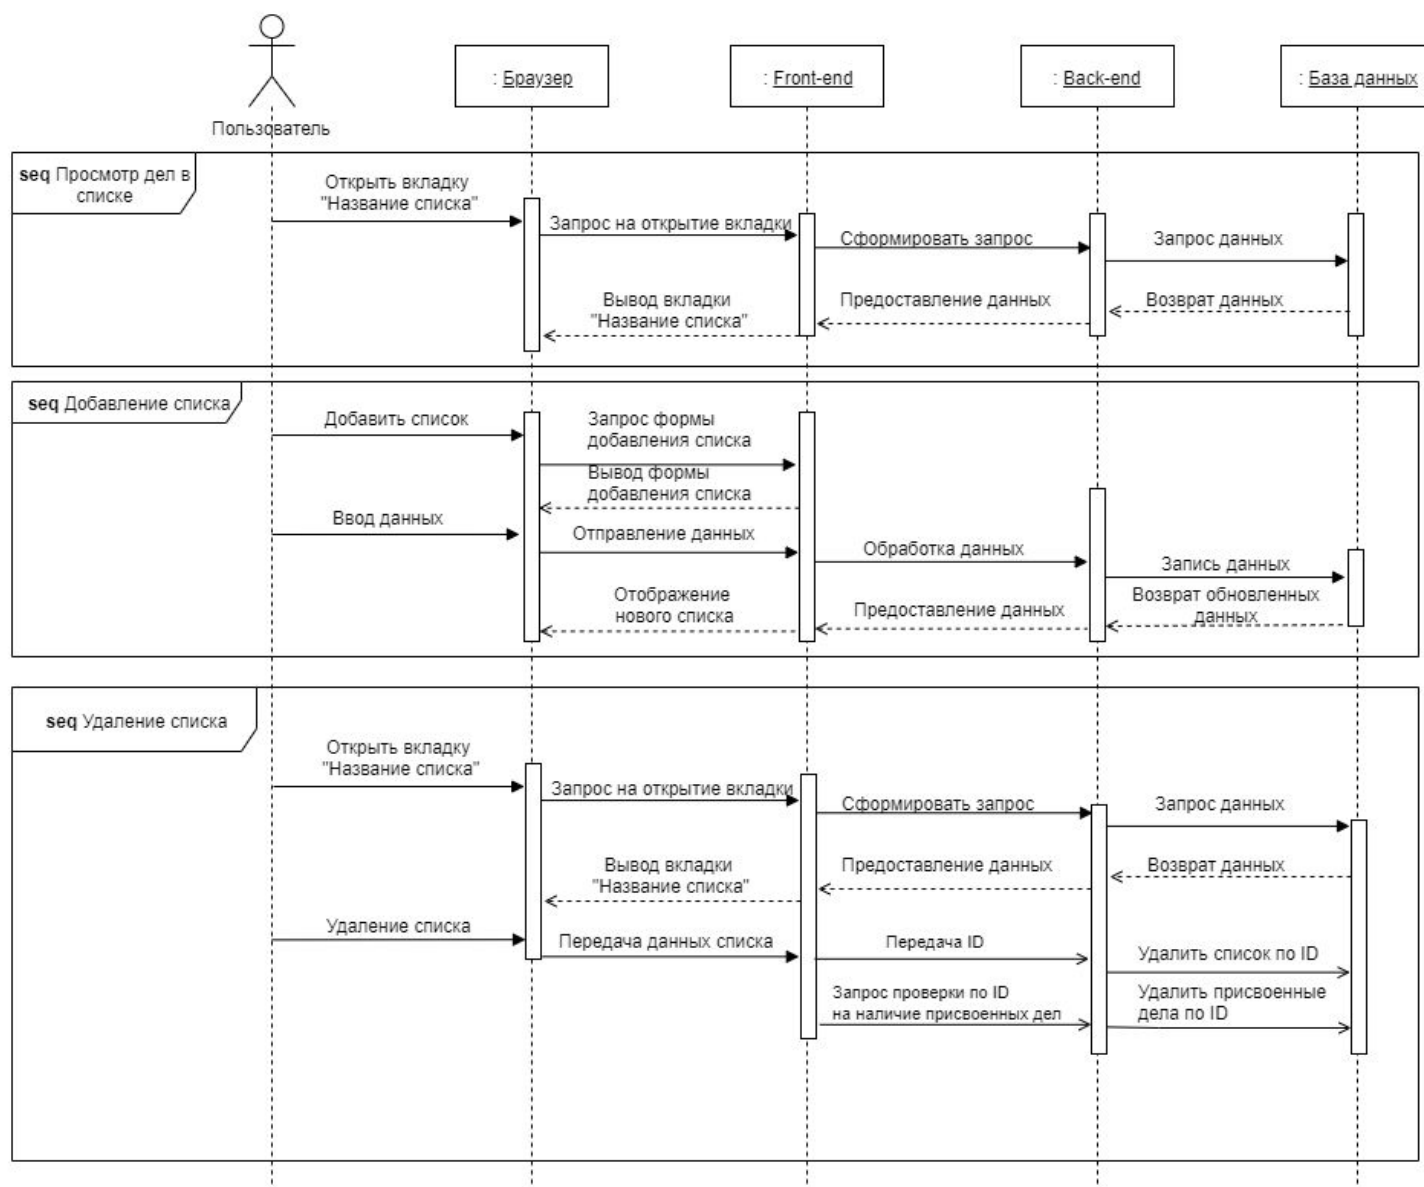 Пользователь
: Браузер
: Front-end
: Back-end
: База данных
seq Просмотр дел в
списке
Открыть вкладку
"Название списка"
Запрос на открытие вкладки
Сформировать запрос
Запрос данных
Вывод вкладки
"Название списка"
Предоставление данных
Возврат данных
seq Добавление списка
Добавить список
Запрос формы
добавления списка
Вывод формы
добавления списка
Ввод данных
Отправление данных
Обработка данных
Запись данных
Отображение
нового списка
Предоставление данных
Возврат обновленных
данных
seq Удаление списка
Открыть вкладку
"Название списка"
Запрос на открытие вкладки
Сформировать запрос
Запрос данных
Вывод вкладки
"Название списка"
Предоставление данных
Возврат данных
Удаление списка
Передача данных списка
Передача ID
Удалить список по ID
Запрос проверки по ID
на наличие присвоенных дел
Удалить присвоенные
дела по ID